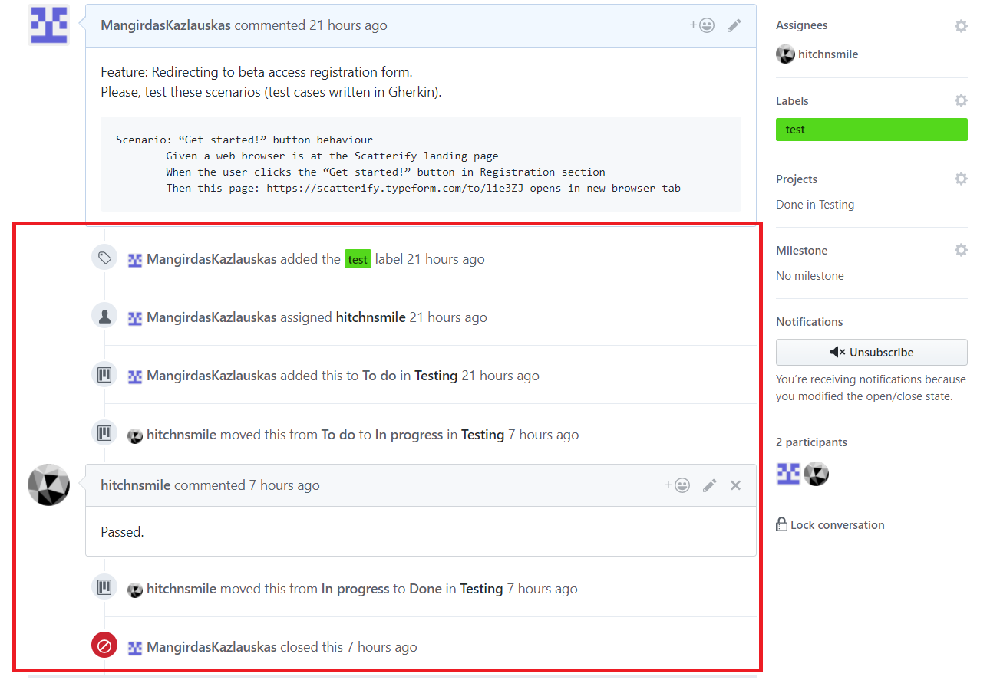 MangirdasKazlauskas commented 21 hours ago
Feature: Redirecting to beta access registration form.
Please, test these scenarios (test cases written in Gherkin).
Scenario: “Get started!” button behaviour
Given a web browser is at the Scatterify landing page
When the user clicks the “Get started!” button in Registration section
Then this page: https://scatterify.typeform.com/to/lie3ZJ opens in new browser tab
MangirdasKazlauskas added the test label 21 hours ago
MangirdasKazlauskas assigned hitchnsmile 21 hours ago
MangirdasKazlauskas added this to To do in Testing 21 hours ago
hitchnsmile moved this from To do to In progress in Testing 7 hours ago
hitchnsmile commented 7 hours ago
Passed.
hitchnsmile moved this from In progress to Done in Testing 7 hours ago
MangirdasKazlauskas closed this 7 hours ago
Assignees
hitchnsmile
Labels
test
Projects
Done in Testing
Milestone
No milestone
Notifications
Unsubscribe
You’re receiving notifications because
you modified the open/close state.
2 participants
Lock conversation